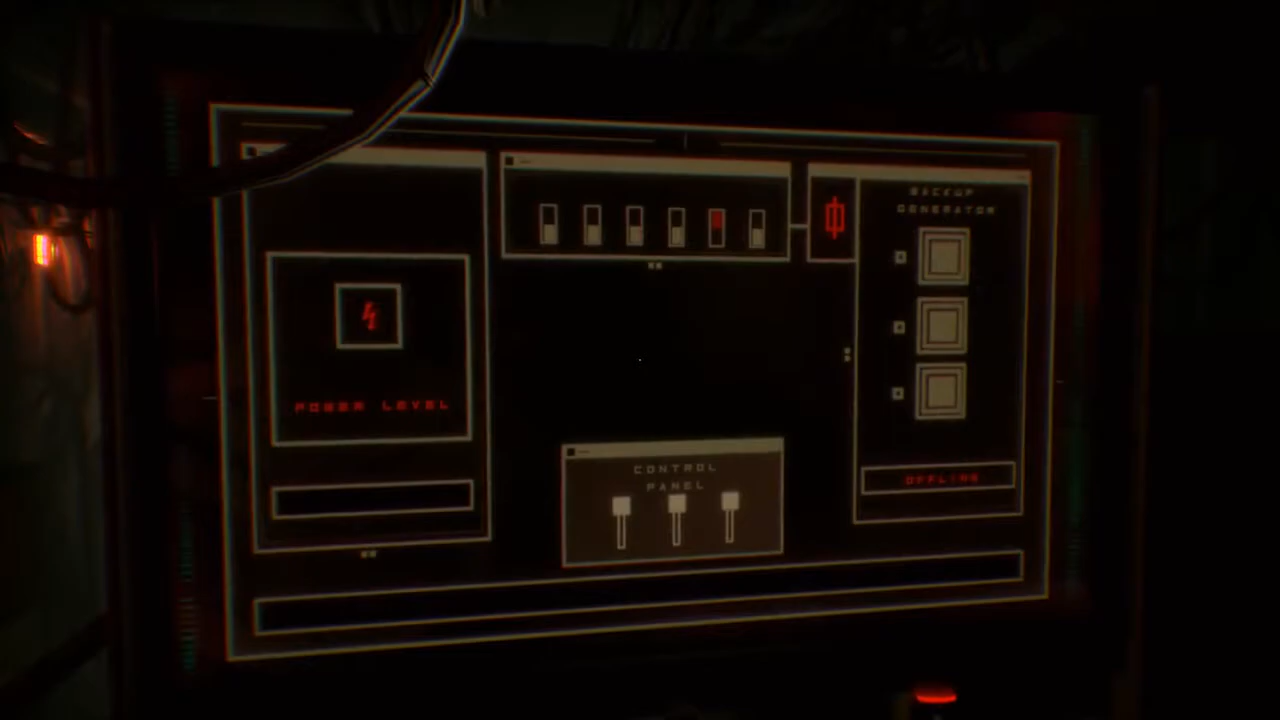 POWER LEVEL
CONTROL
PANEL
BACKUP
GENERATOR
OFFLINE